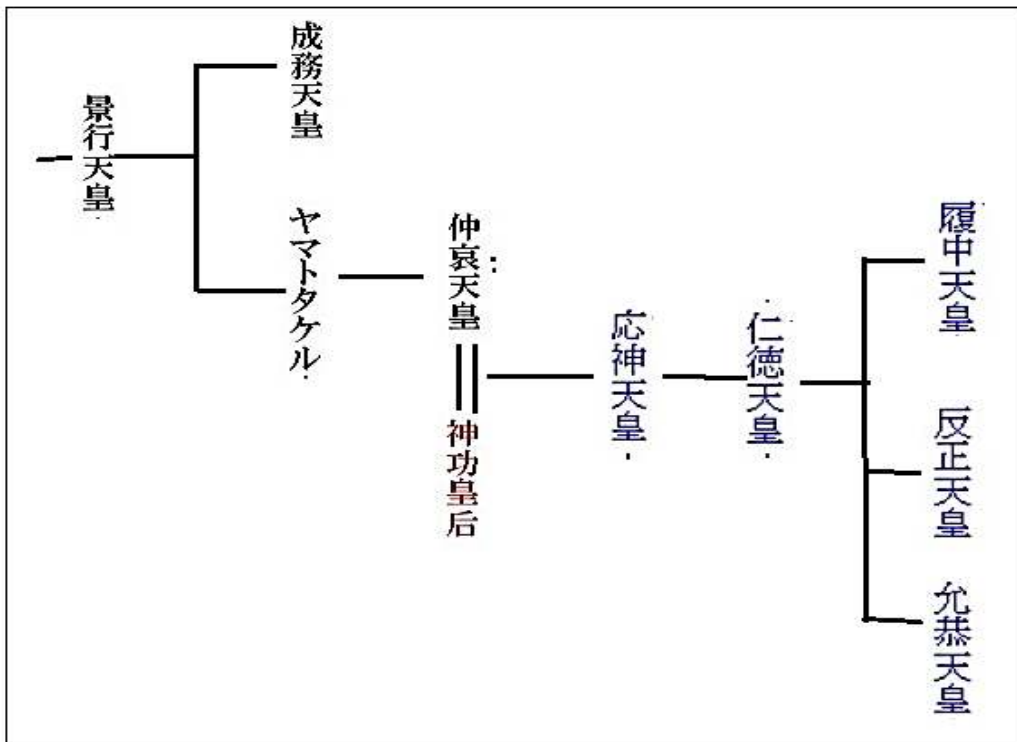 景行天皇
成務天皇
ヤマトタケル
仲哀天皇
神功皇后
応神天皇
仁徳天皇
履中天皇
反正天皇
允恭天皇